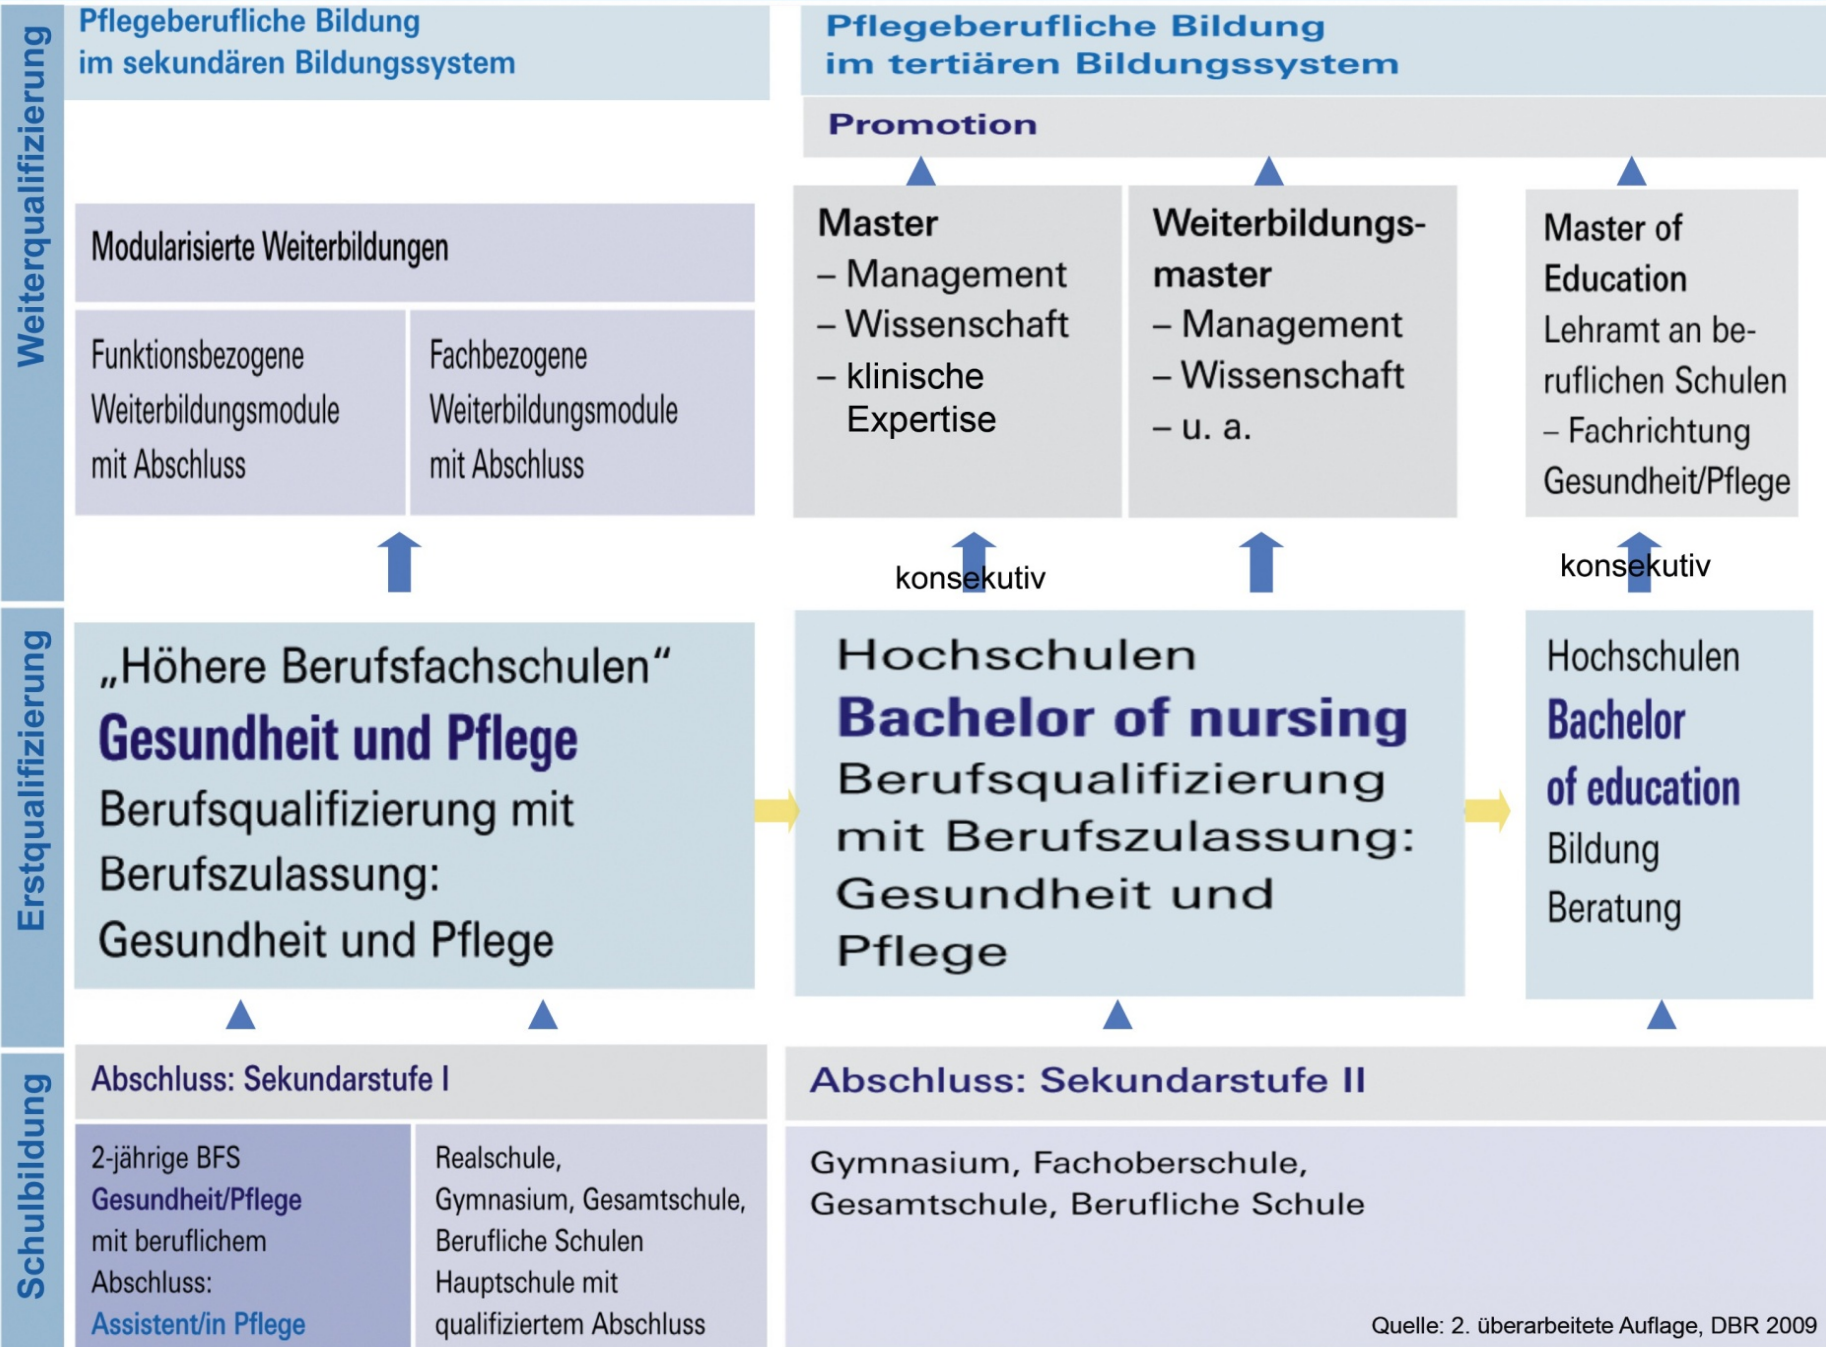 Weiterqualifizierung
Pflegeberufliche Bildung
im sekundären Bildungssystem
Pflegeberufliche Bildung
im tertiären Bildungssystem
Promotion
Modularisierte Weiterbildungen
Funktionsbezogene
Weiterbildungsmodule
mit Abschluss
Fachbezogene
Weiterbildungsmodule
mit Abschluss
Master
– Management
– Wissenschaft
– klinische
Expertise
Weiterbildungs-
master
– Management
– Wissenschaft
– u. a.
Master of
Education
Lehramt an be-
ruflichen Schulen
– Fachrichtung
Gesundheit/Pflege
konsekutiv
konsekutiv
Erstqualifizierung
„Höhere Berufsfachschulen“
Gesundheit und Pflege
Berufsqualifizierung mit
Berufszulassung:
Gesundheit und Pflege
Hochschulen
Bachelor of nursing
Berufsqualifizierung
mit Berufszulassung:
Gesundheit und
Pflege
Hochschulen
Bachelor
of education
Bildung
Beratung
Schulbildung
Abschluss: Sekundarstufe I
2-jährige BFS
Gesundheit/Pflege
mit beruflichem
Abschluss:
Assistent/in Pflege
Realschule,
Gymnasium, Gesamtschule,
Berufliche Schulen
Hauptschule mit
qualifiziertem Abschluss
Abschluss: Sekundarstufe II
Gymnasium, Fachoberschule,
Gesamtschule, Berufliche Schule
Quelle: 2. überarbeitete Auflage, DBR 2009